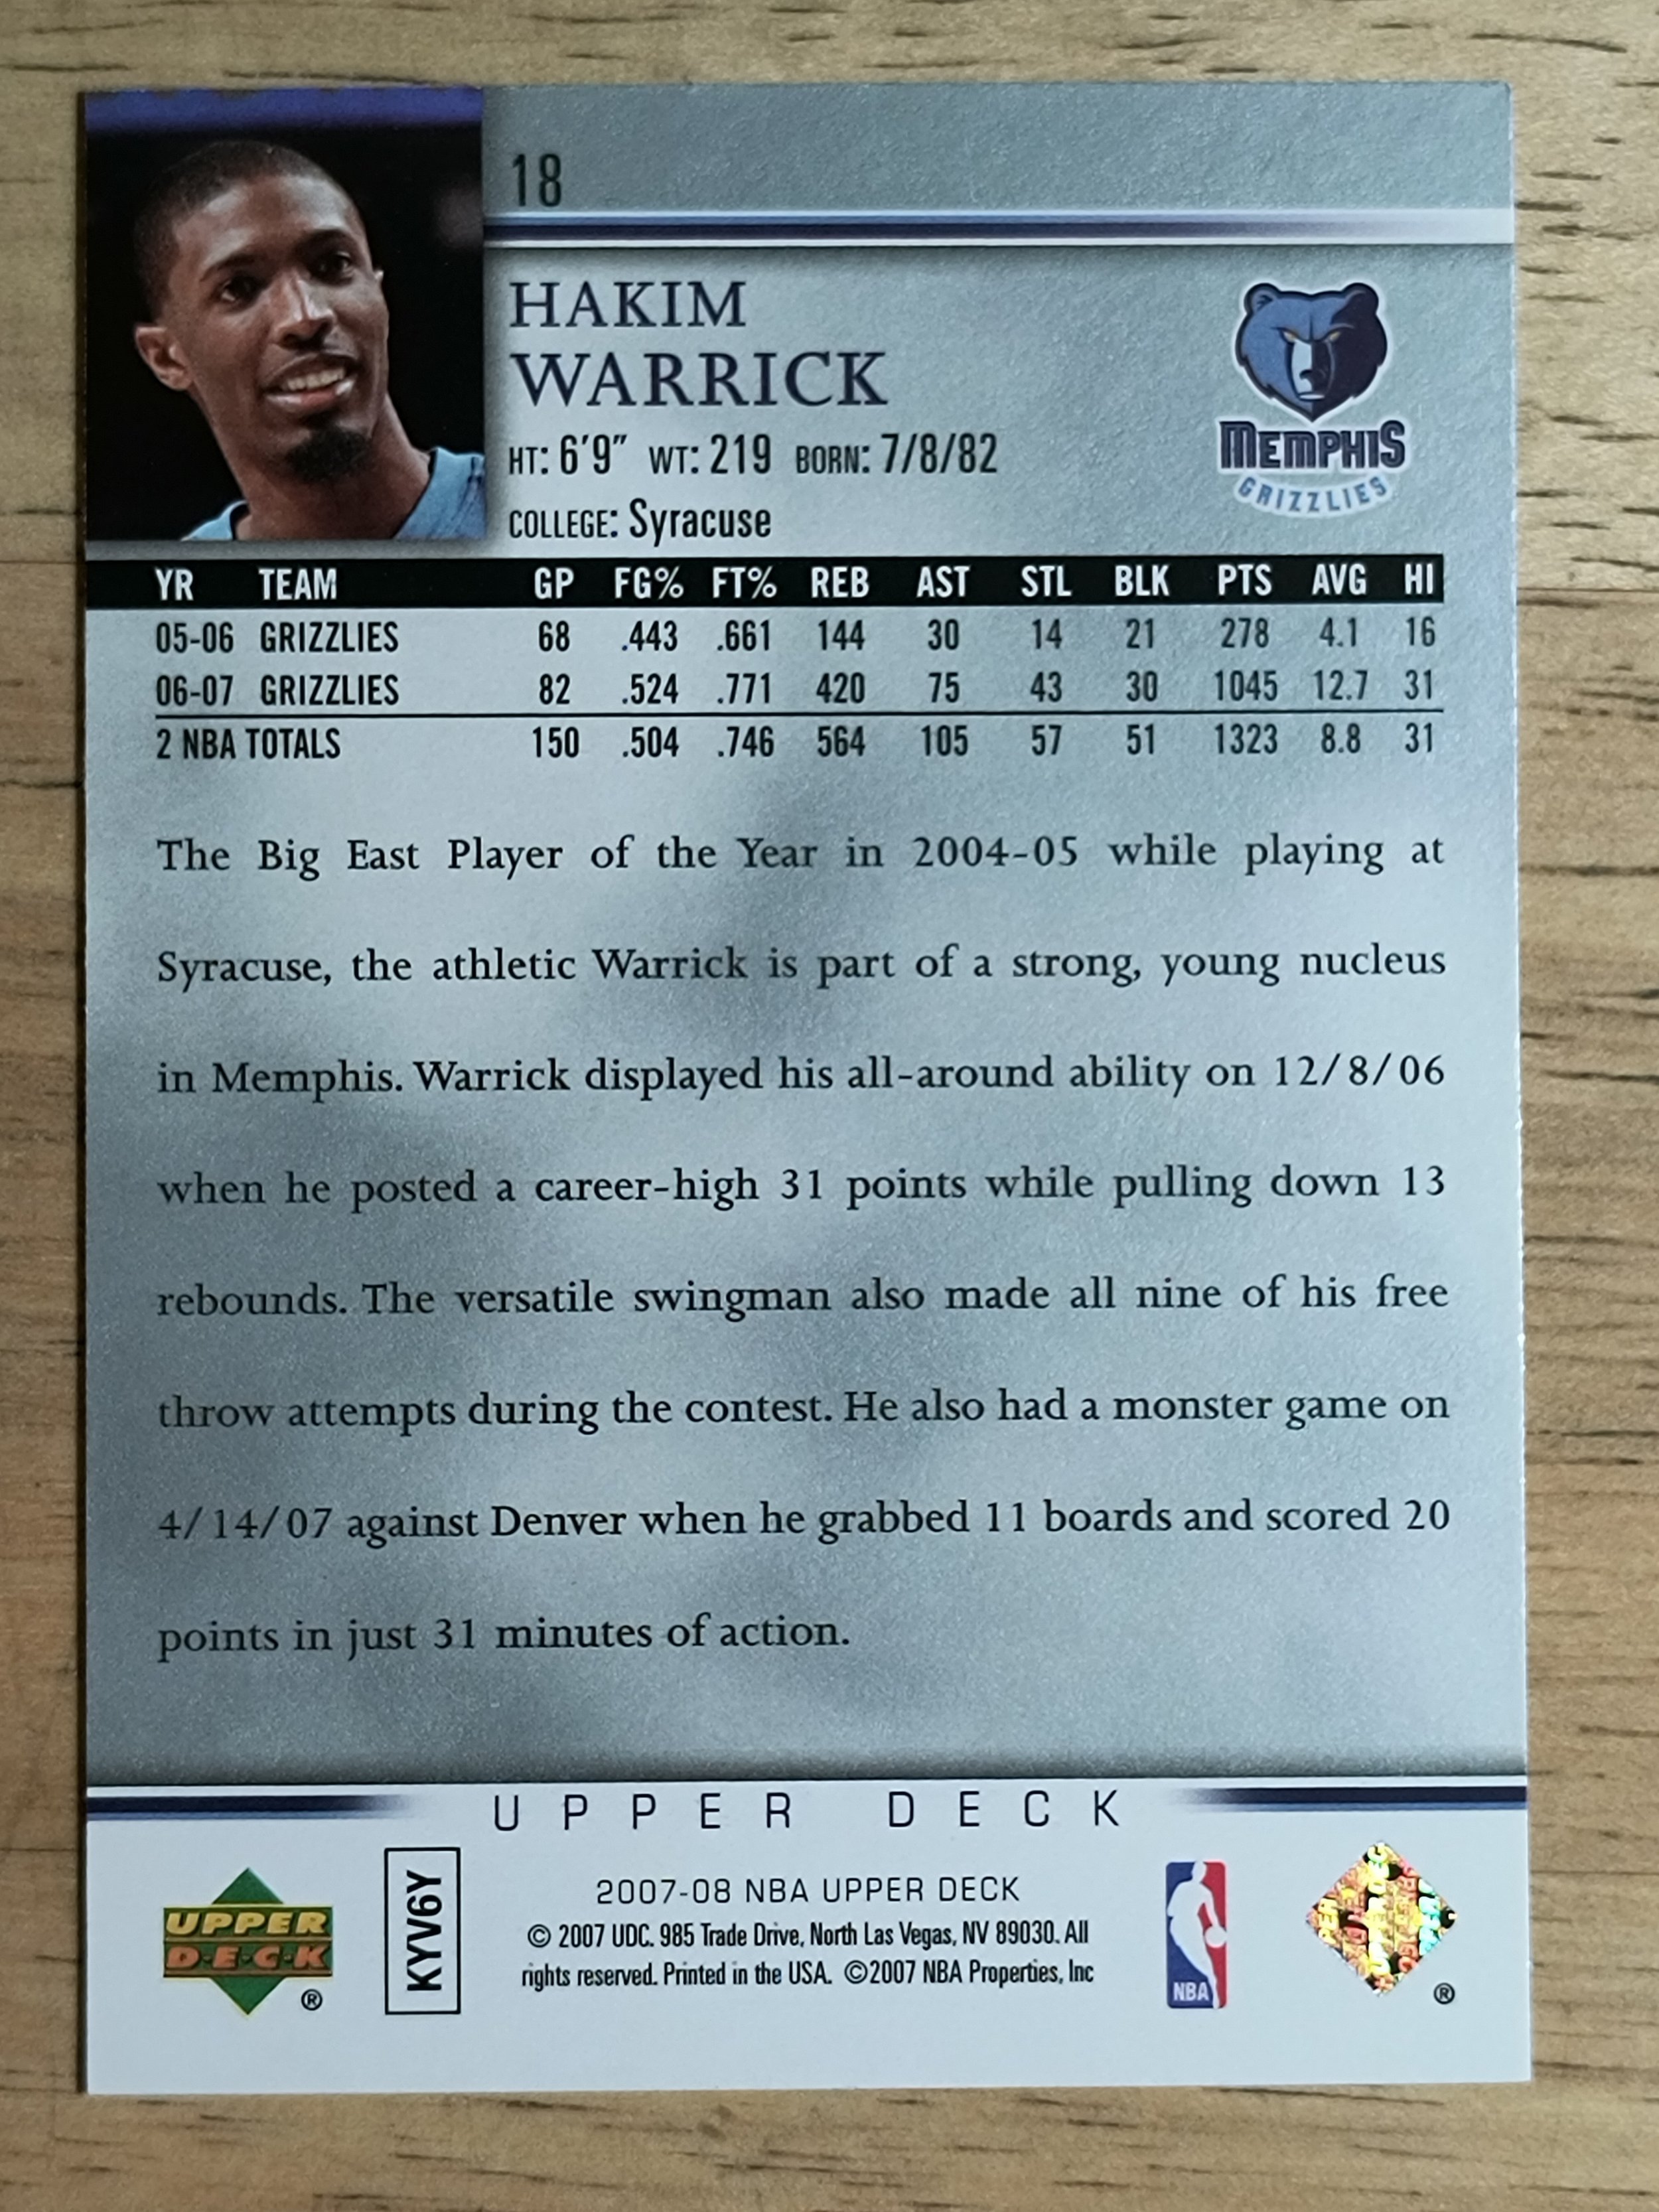 18
HAKIM
WARRICK
HT: 6'9" WT: 219 BORN: 7/8/82
COLLEGE: Syracuse
MEMPHIS
GRIZZLIES
YR TEAM GP FG% FT% REB AST STL BLK PTS AVG HI
05-06 GRIZZLIES 68 .443 .661 144 30 14 21 278 4.1 16
06-07 GRIZZLIES 82 .524 .771 420 75 43 30 1045 12.7 31
2 NBA TOTALS 150 .504 .746 564 105 57 51 1323 8.8 31
The Big East Player of the Year in 2004-05 while playing at
Syracuse, the athletic Warrick is part of a strong, young nucleus
in Memphis. Warrick displayed his all-around ability on 12/8/06
when he posted a career-high 31 points while pulling down 13
rebounds. The versatile swingman also made all nine of his free
throw attempts during the contest. He also had a monster game on
4/14/07 against Denver when he grabbed 11 boards and scored 20
points in just 31 minutes of action.
UPPER DECK
UPPER
D·E·C·K
®
KYV6Y
2007-08 NBA UPPER DECK
© 2007 UDC. 985 Trade Drive, North Las Vegas, NV 89030. All
rights reserved. Printed in the USA. ©2007 NBA Properties, Inc
NBA
®